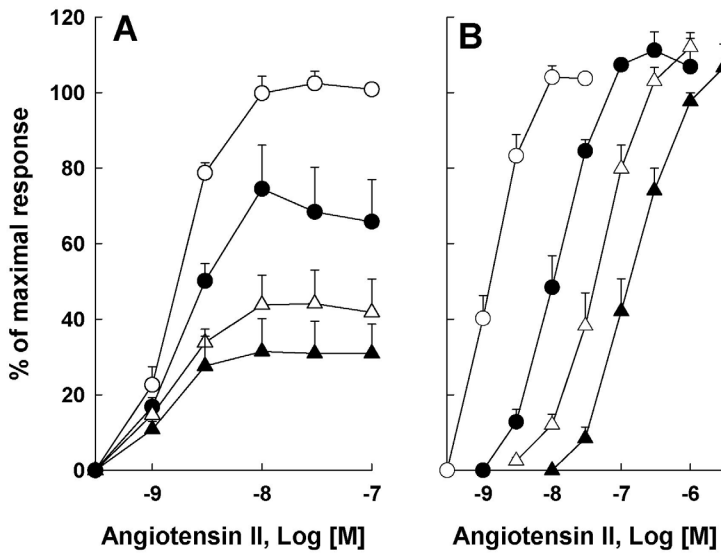 % of maximal response
120
100
80
60
40
20
0
A
B
-9 -8 -7
-9 -8 -7 -6
Angiotensin II, Log [M]
Angiotensin II, Log [M]